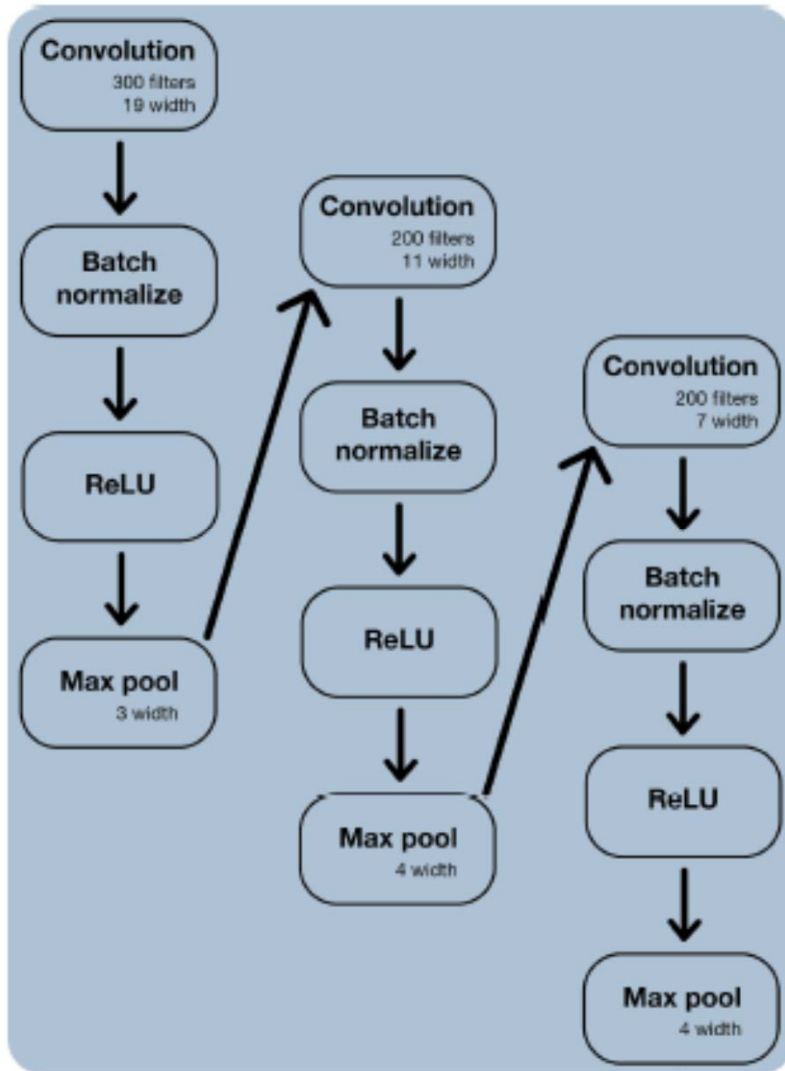 Convolution
300 filters
19 width
Batch
normalize
ReLU
Max pool
3 width
Convolution
200 filters
11 width
Batch
normalize
ReLU
Max pool
4 width
Convolution
200 filters
7 width
Batch
normalize
ReLU
Max pool
4 width